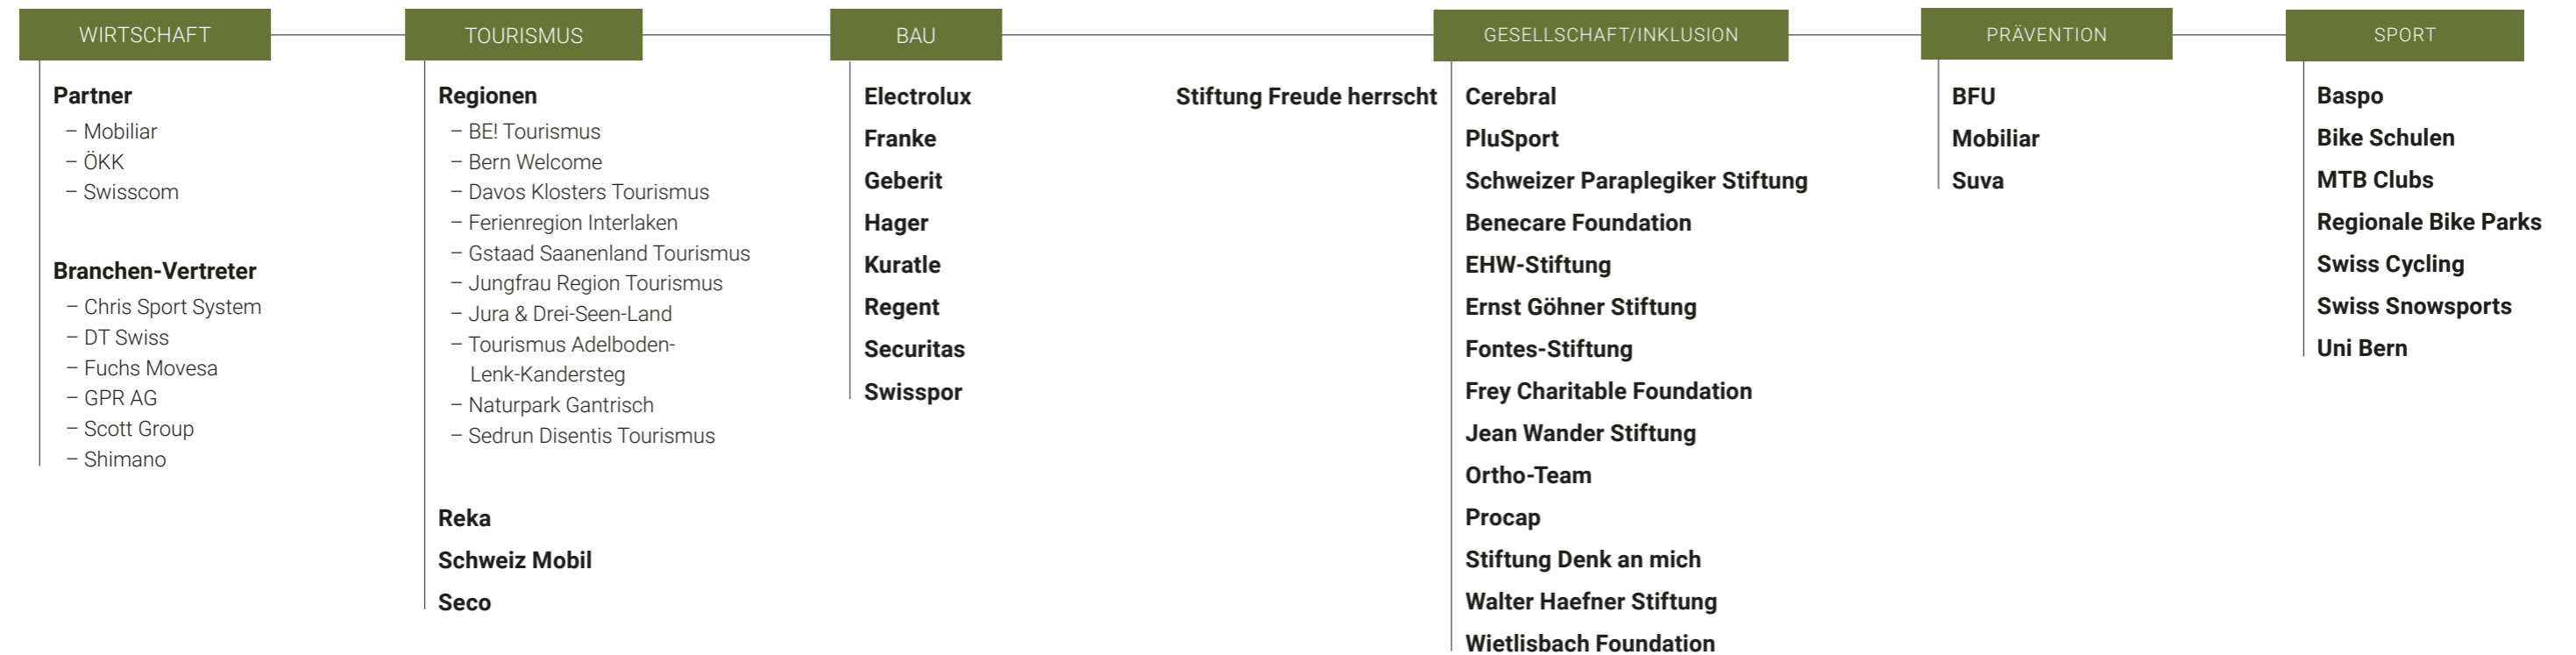 WIRTSCHAFT
Partner
– Mobiliar
– ÖKK
– Swisscom
Branchen-Vertreter
– Chris Sport System
– DT Swiss
– Fuchs Movesa
– GPR AG
– Scott Group
– Shimano
TOURISMUS
Regionen
– BE! Tourismus
– Bern Welcome
– Davos Klosters Tourismus
– Ferienregion Interlaken
– Gstaad Saanenland Tourismus
– Jungfrau Region Tourismus
– Jura & Drei-Seen-Land
– Tourismus Adelboden-
Lenk-Kandersteg
– Naturpark Gantrisch
– Sedrun Disentis Tourismus
Reka
Schweiz Mobil
Seco
BAU
Electrolux
Franke
Geberit
Hager
Kuratle
Regent
Securitas
Swisspor
GESELLSCHAFT/INKLUSION
Stiftung Freude herrscht
Cerebral
PluSport
Schweizer Paraplegiker Stiftung
Benecare Foundation
EHW-Stiftung
Ernst Göhner Stiftung
Fontes-Stiftung
Frey Charitable Foundation
Jean Wander Stiftung
Ortho-Team
Procap
Stiftung Denk an mich
Walter Haefner Stiftung
Wietlisbach Foundation
PRÄVENTION
BFU
Mobiliar
Suva
SPORT
Baspo
Bike Schulen
MTB Clubs
Regionale Bike Parks
Swiss Cycling
Swiss Snowsports
Uni Bern